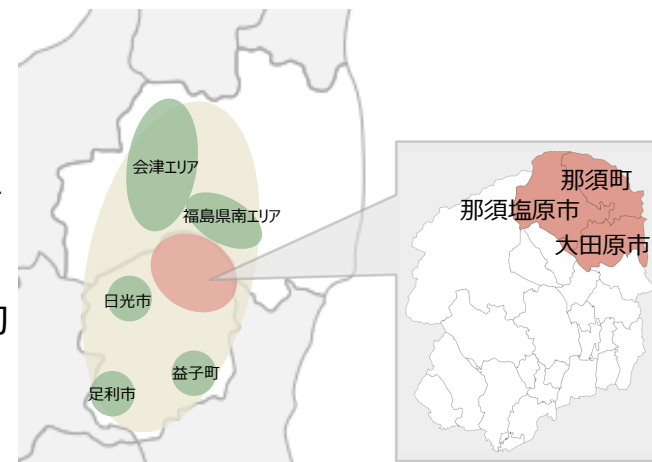 会津エリア
福島県南エリア
日光市
益子町
足利市
那須町
那須塩原市
大田原市